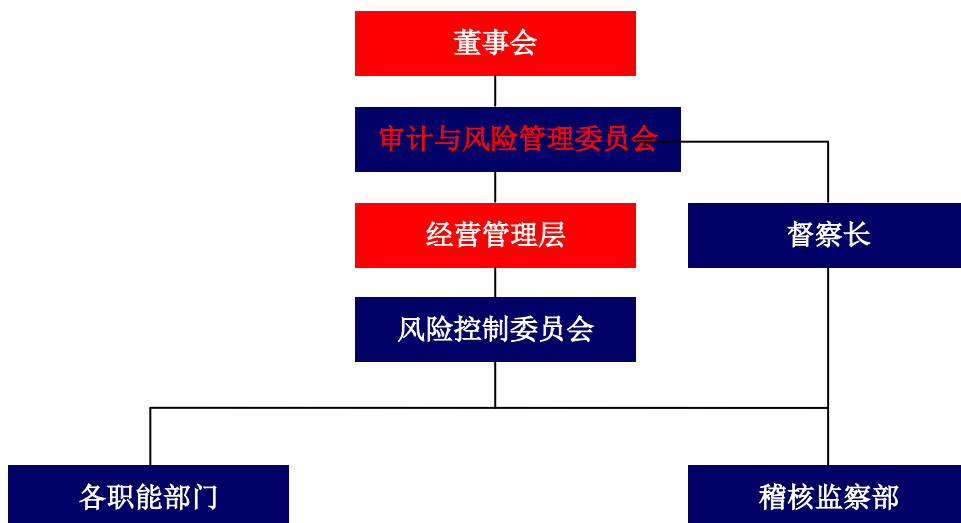 董事会
审计与风险管理委员会
经营管理层
督察长
风险控制委员会
各职能部门
稽核监察部